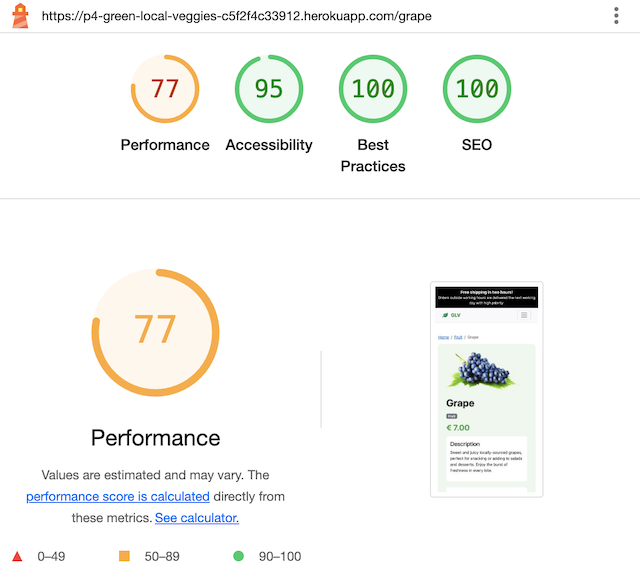 https://p4-green-local-veggies-c5f2f4c33912.herokuapp.com/grape
77
95
100
100
Performance
Accessibility
Best
Practices
SEO
77
Performance
Values are estimated and may vary. The
performance score is calculated directly from
these metrics. See calculator.
0–49
50–89
90–100
Free shipping in two hours!
Orders outside working hours are delivered the next working
day with high priority
GLV
Home / Fruit / Grape
Grape
€ 7.00
Description
Sweet and juicy locally-sourced grapes,
perfect for snacking or adding to salads
and desserts. Enjoy the burst of
freshness in every bite.